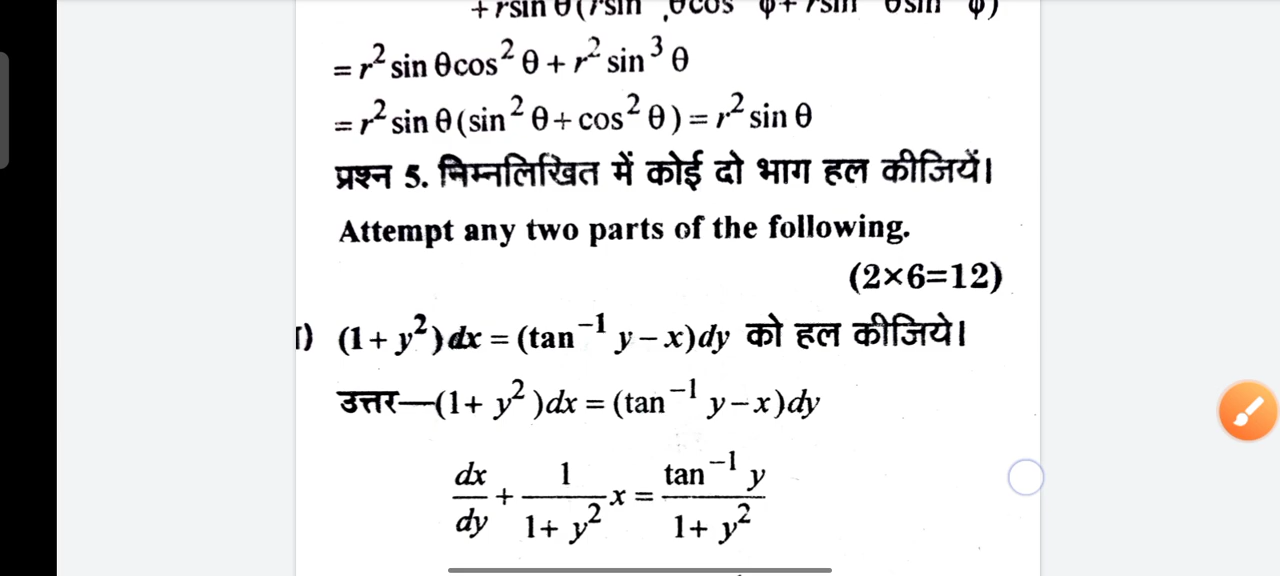 = r² sin θ cos² θ + r² sin³ θ
= r² sin θ (sin² θ + cos² θ) = r² sin θ
प्रश्न 5. निम्नलिखित में कोई दो भाग हल कीजियें।
Attempt any two parts of the following.
(2×6=12)
(1 + y²) dx = (tan⁻¹ y – x) dy को हल कीजिये।
उत्तर—(1 + y²) dx = (tan⁻¹ y – x) dy
dx/dy + 1/(1 + y²) x = tan⁻¹ y/(1 + y²)